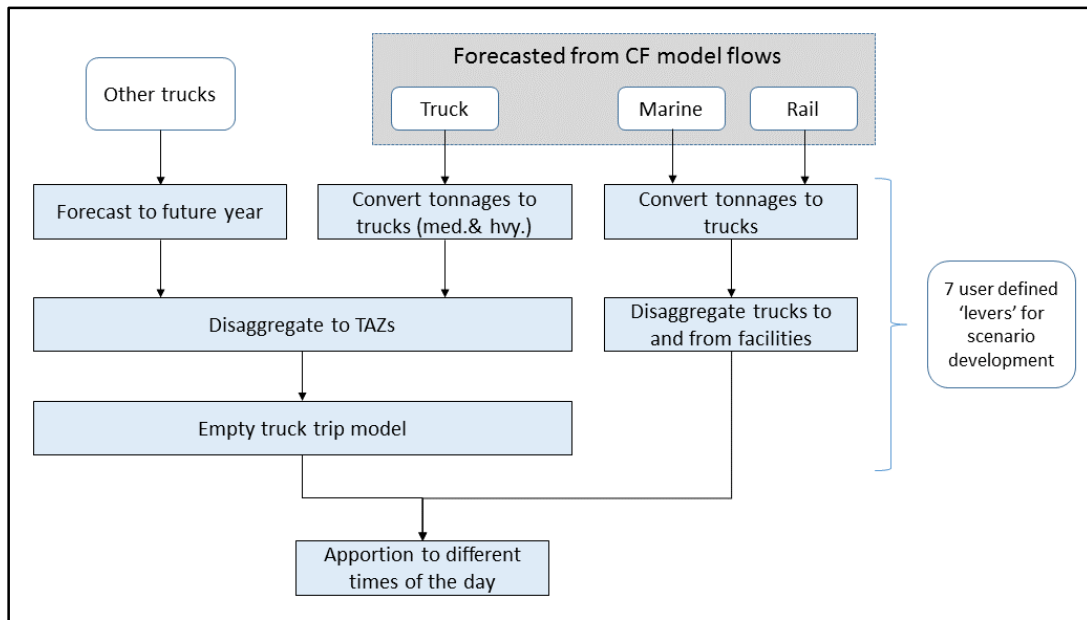 Forecasted from CF model flows
Other trucks
Truck
Marine
Rail
Forecast to future year
Convert tonnages to
trucks (med.& hvy.)
Convert tonnages to
trucks
Disaggregate to TAZs
Disaggregate trucks to
and from facilities
7 user defined
‘levers’ for
scenario
development
Empty truck trip model
Apportion to different
times of the day